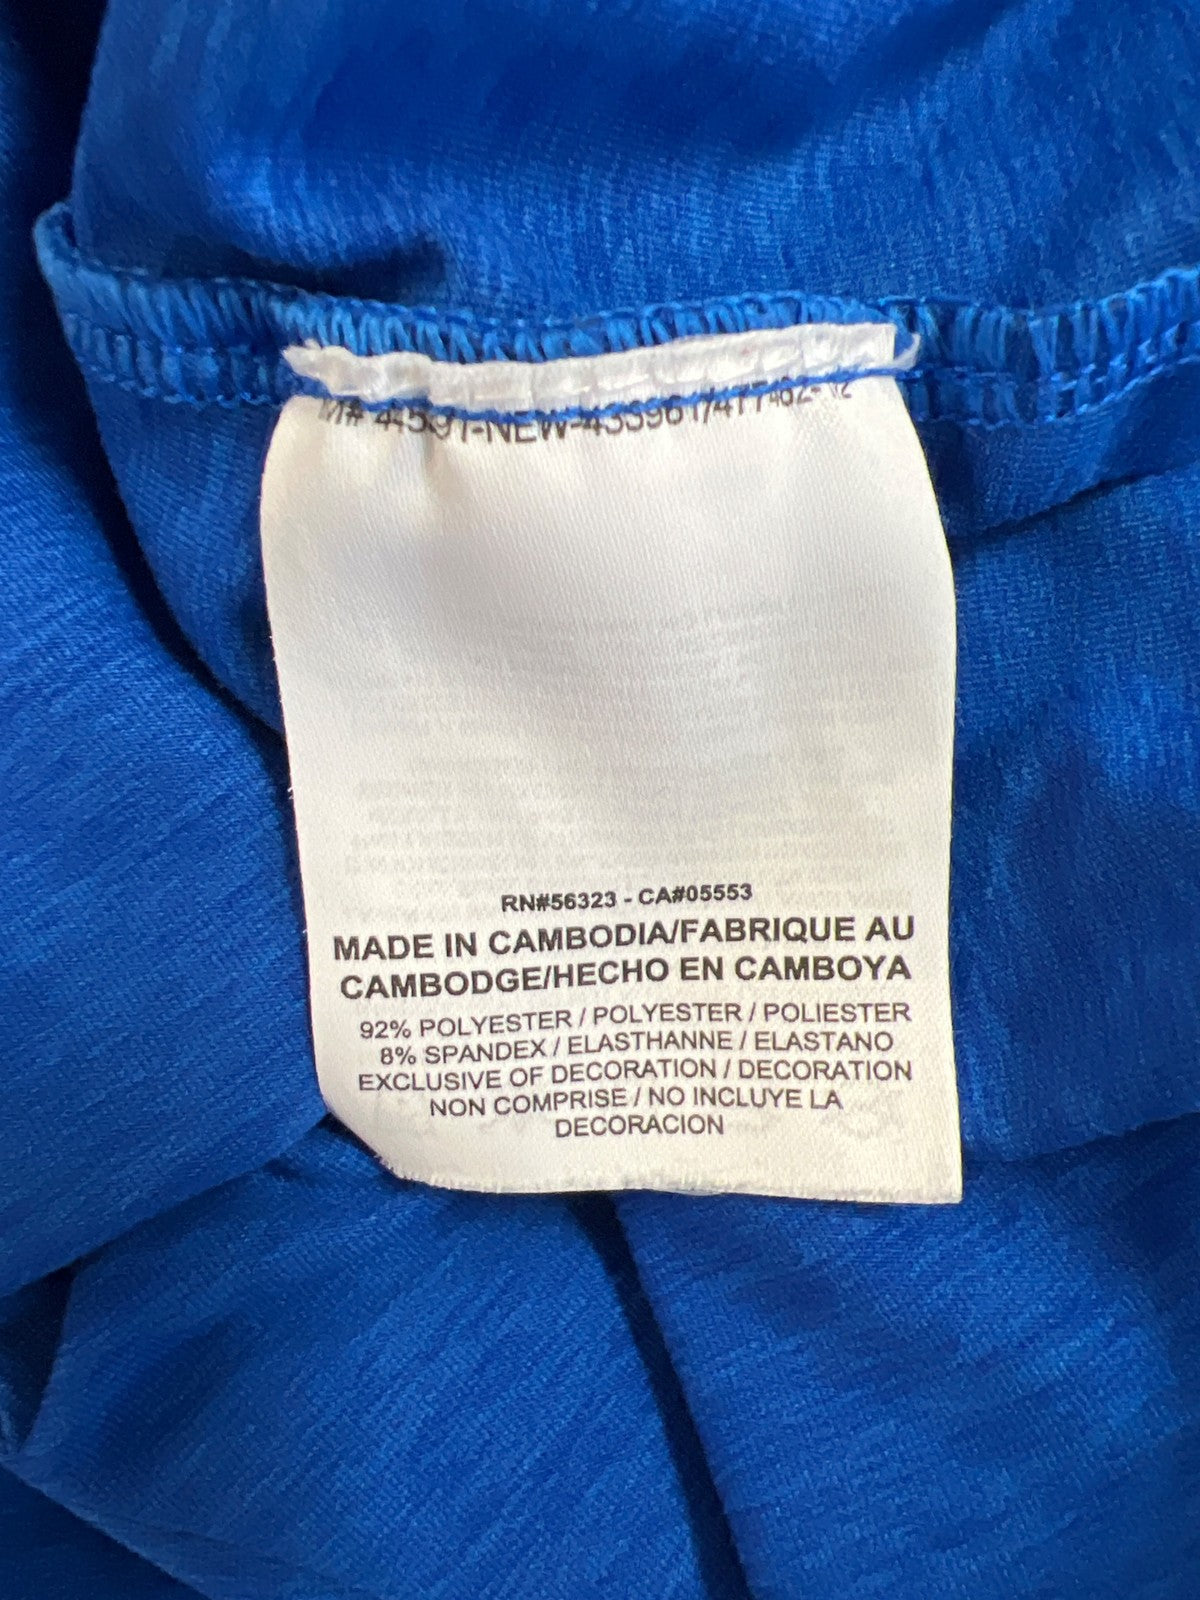 RN#56323 - CA#05553
MADE IN CAMBODIA/FABRIQUE AU
CAMBODGE/HECHO EN CAMBOYA
92% POLYESTER / POLYESTER / POLIESTER
8% SPANDEX / ELASTHANNE / ELASTANO
EXCLUSIVE OF DECORATION / DECORATION
NON COMPRISE / NO INCLUYE LA
DECORACION